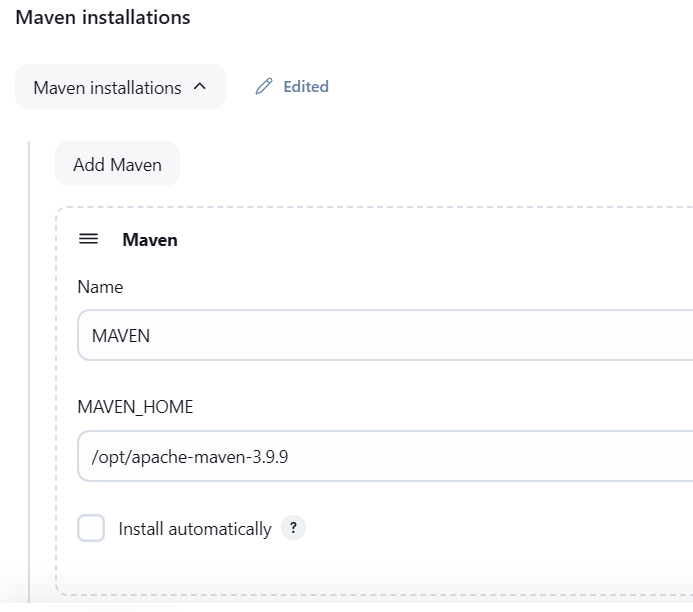 Maven installations
Maven installations Edited
Add Maven
Maven
Name
MAVEN
MAVEN_HOME
/opt/apache-maven-3.9.9
Install automatically ?